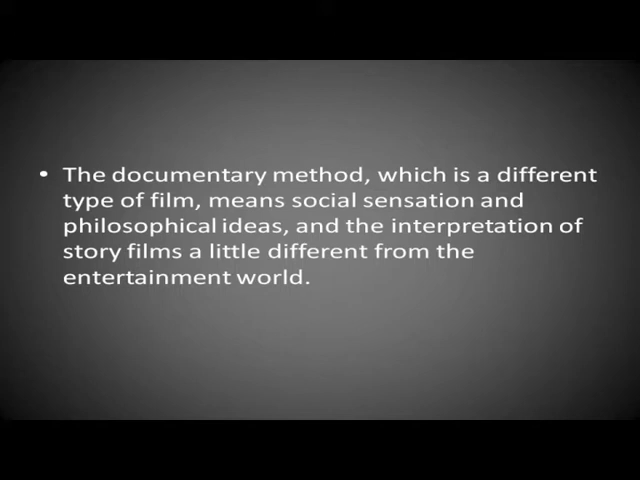 • The documentary method, which is a different
type of film, means social sensation and
philosophical ideas, and the interpretation of
story films a little different from the
entertainment world.